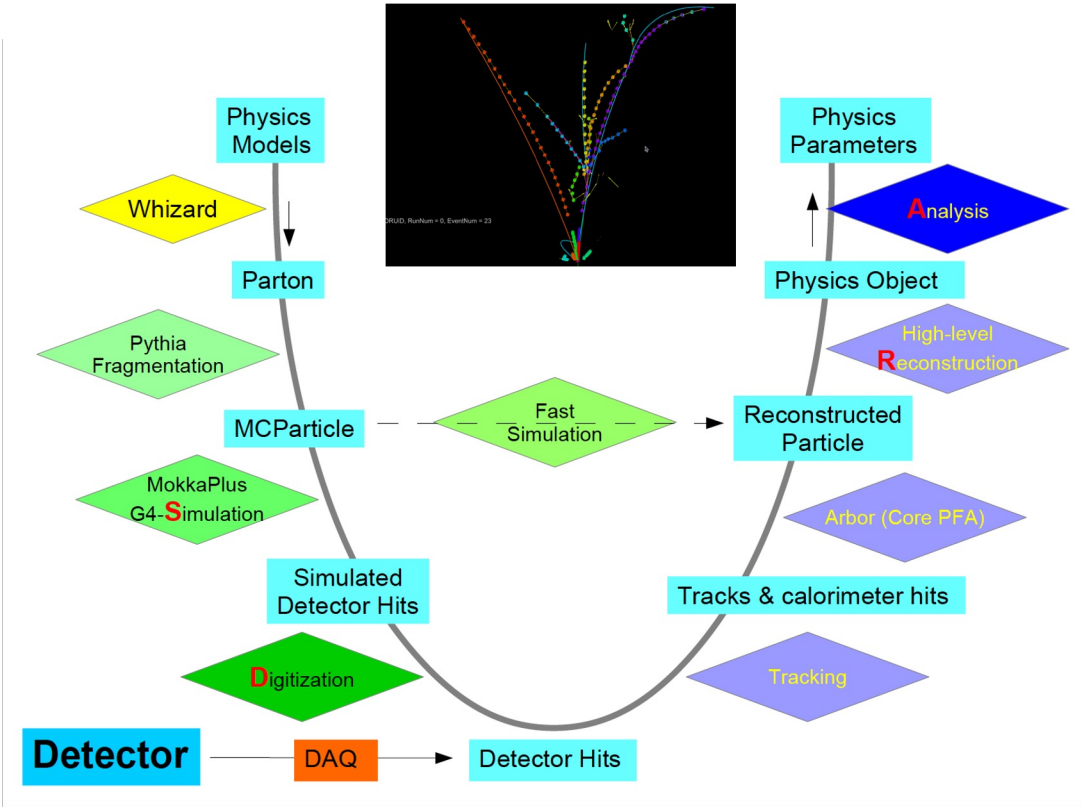 Physics
Models
Physics
Parameters
Whizard
Analysis
DRUID, RunNum = 0, EventNum = 23
Parton
Physics Object
Pythia
Fragmentation
High-level
Reconstruction
MCParticle
Fast
Simulation
Reconstructed
Particle
MokkaPlus
G4-Simulation
Arbor (Core PFA)
Simulated
Detector Hits
Tracks & calorimeter hits
Digitization
Tracking
Detector
DAQ
Detector Hits